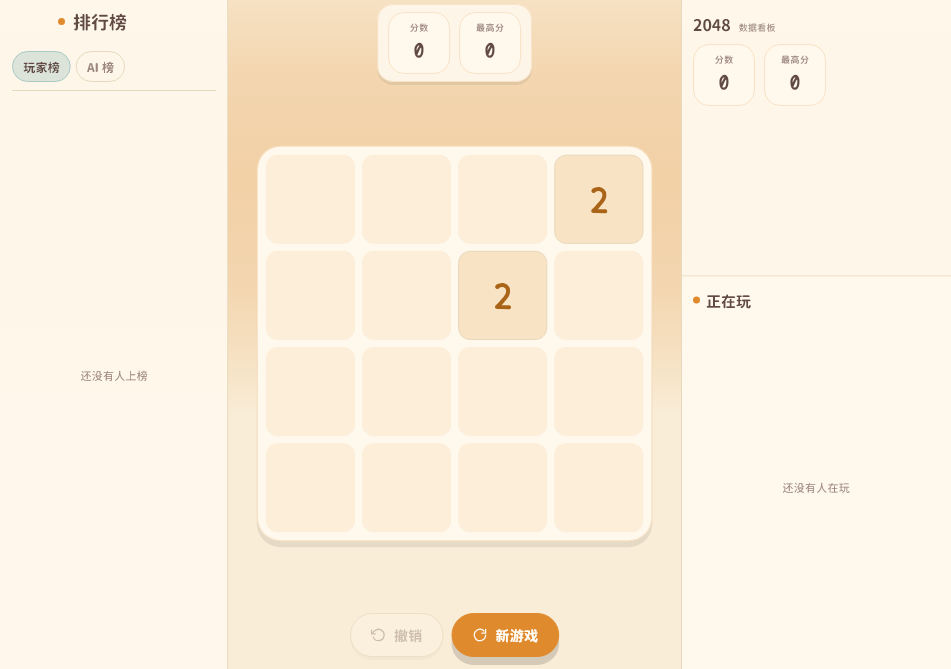 排行榜
玩家榜 AI 榜
还没有人上榜
分数 最高分
0 0
2
2
撤销 新游戏
2048 数据看板
分数 最高分
0 0
正在玩
还没有人在玩